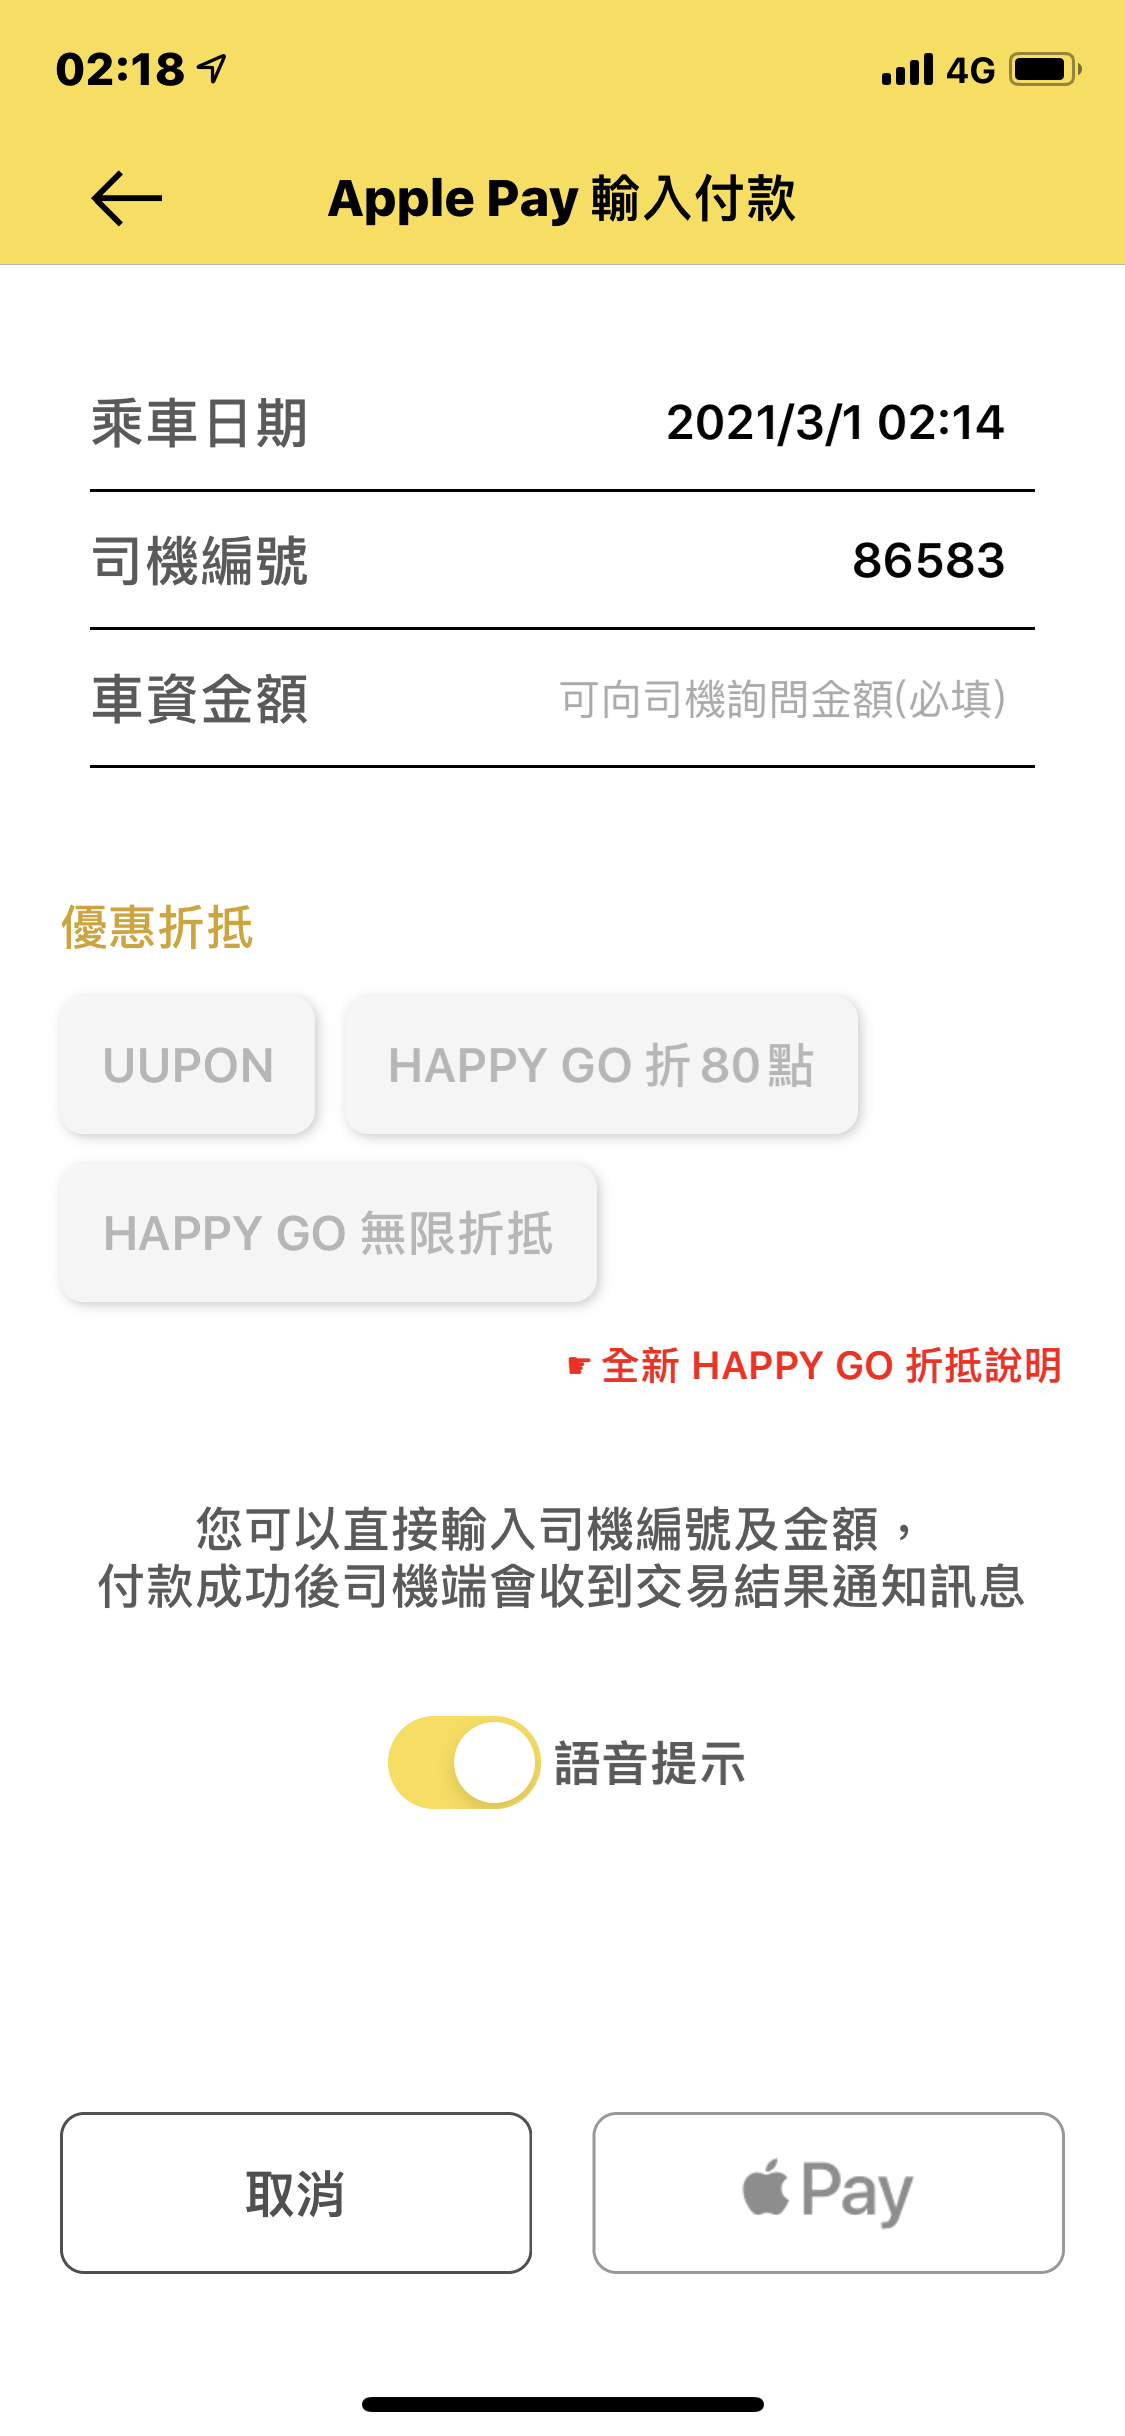 02:18
4G
Apple Pay 輸入付款
乘車日期
2021/3/1 02:14
司機編號
86583
車資金額
可向司機詢問金額(必填)
優惠折抵
UUPON
HAPPY GO 折 80 點
HAPPY GO 無限折抵
☛ 全新 HAPPY GO 折抵說明
您可以直接輸入司機編號及金額，
付款成功後司機端會收到交易結果通知訊息
語音提示
取消
Pay